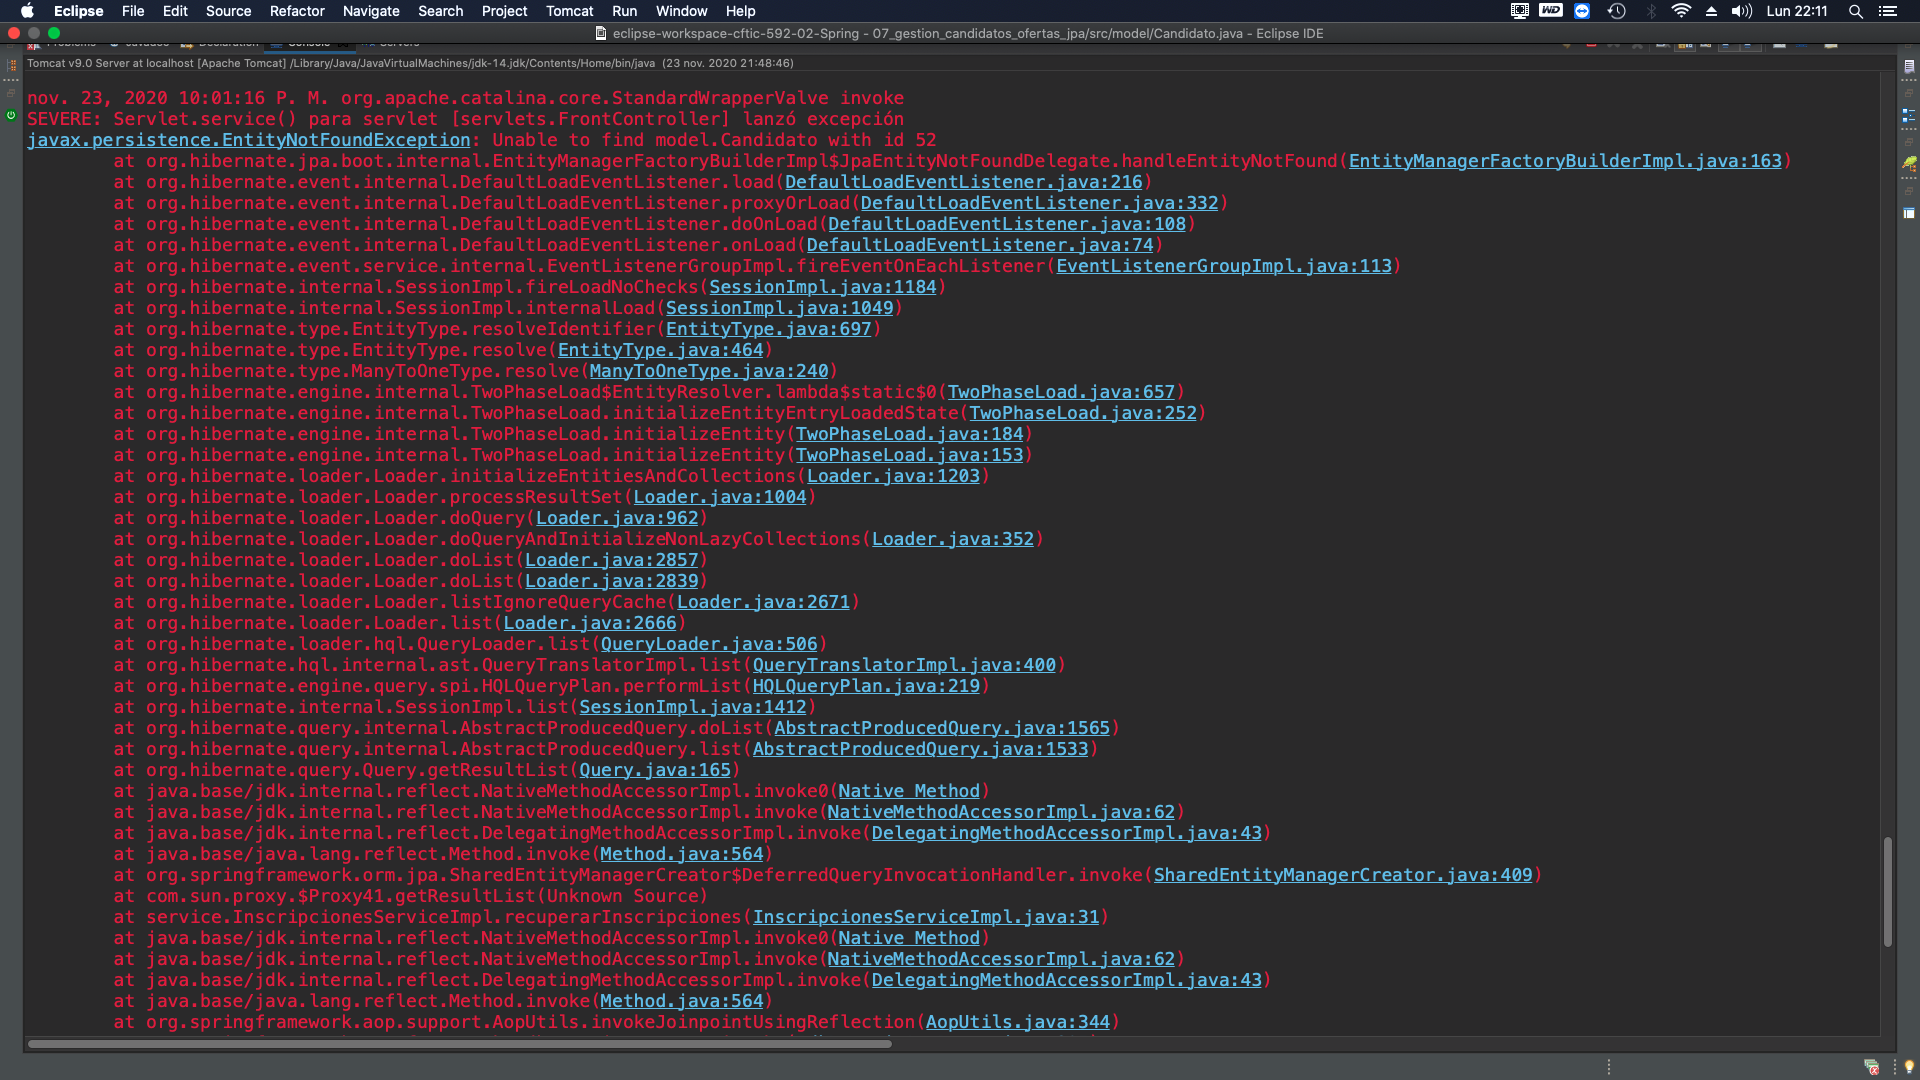 Eclipse File Edit Source Refactor Navigate Search Project Tomcat Run Window Help WD Lun 22:11
eclipse-workspace-cftic-592-02-Spring - 07_gestion_candidatos_ofertas_jpa/src/model/Candidato.java - Eclipse IDE
Problems Javadoc Declaration Console Servers
Tomcat v9.0 Server at localhost [Apache Tomcat] /Library/Java/JavaVirtualMachines/jdk-14.jdk/Contents/Home/bin/java (23 nov. 2020 21:48:46)
nov. 23, 2020 10:01:16 P. M. org.apache.catalina.core.StandardWrapperValve invoke
SEVERE: Servlet.service() para servlet [servlets.FrontController] lanzó excepción
javax.persistence.EntityNotFoundException: Unable to find model.Candidato with id 52
at org.hibernate.jpa.boot.internal.EntityManagerFactoryBuilderImpl$JpaEntityNotFoundDelegate.handleEntityNotFound(EntityManagerFactoryBuilderImpl.java:163)
at org.hibernate.event.internal.DefaultLoadEventListener.load(DefaultLoadEventListener.java:216)
at org.hibernate.event.internal.DefaultLoadEventListener.proxyOrLoad(DefaultLoadEventListener.java:332)
at org.hibernate.event.internal.DefaultLoadEventListener.doOnLoad(DefaultLoadEventListener.java:108)
at org.hibernate.event.internal.DefaultLoadEventListener.onLoad(DefaultLoadEventListener.java:74)
at org.hibernate.event.service.internal.EventListenerGroupImpl.fireEventOnEachListener(EventListenerGroupImpl.java:113)
at org.hibernate.internal.SessionImpl.fireLoadNoChecks(SessionImpl.java:1184)
at org.hibernate.internal.SessionImpl.internalLoad(SessionImpl.java:1049)
at org.hibernate.type.EntityType.resolveIdentifier(EntityType.java:697)
at org.hibernate.type.EntityType.resolve(EntityType.java:464)
at org.hibernate.type.ManyToOneType.resolve(ManyToOneType.java:240)
at org.hibernate.engine.internal.TwoPhaseLoad$EntityResolver.lambda$static$0(TwoPhaseLoad.java:657)
at org.hibernate.engine.internal.TwoPhaseLoad.initializeEntityEntryLoadedState(TwoPhaseLoad.java:252)
at org.hibernate.engine.internal.TwoPhaseLoad.initializeEntity(TwoPhaseLoad.java:184)
at org.hibernate.engine.internal.TwoPhaseLoad.initializeEntity(TwoPhaseLoad.java:153)
at org.hibernate.loader.Loader.initializeEntitiesAndCollections(Loader.java:1203)
at org.hibernate.loader.Loader.processResultSet(Loader.java:1004)
at org.hibernate.loader.Loader.doQuery(Loader.java:962)
at org.hibernate.loader.Loader.doQueryAndInitializeNonLazyCollections(Loader.java:352)
at org.hibernate.loader.Loader.doList(Loader.java:2857)
at org.hibernate.loader.Loader.doList(Loader.java:2839)
at org.hibernate.loader.Loader.listIgnoreQueryCache(Loader.java:2671)
at org.hibernate.loader.Loader.list(Loader.java:2666)
at org.hibernate.loader.hql.QueryLoader.list(QueryLoader.java:506)
at org.hibernate.hql.internal.ast.QueryTranslatorImpl.list(QueryTranslatorImpl.java:400)
at org.hibernate.engine.query.spi.HQLQueryPlan.performList(HQLQueryPlan.java:219)
at org.hibernate.internal.SessionImpl.list(SessionImpl.java:1412)
at org.hibernate.query.internal.AbstractProducedQuery.doList(AbstractProducedQuery.java:1565)
at org.hibernate.query.internal.AbstractProducedQuery.list(AbstractProducedQuery.java:1533)
at org.hibernate.query.Query.getResultList(Query.java:165)
at java.base/jdk.internal.reflect.NativeMethodAccessorImpl.invoke0(Native Method)
at java.base/jdk.internal.reflect.NativeMethodAccessorImpl.invoke(NativeMethodAccessorImpl.java:62)
at java.base/jdk.internal.reflect.DelegatingMethodAccessorImpl.invoke(DelegatingMethodAccessorImpl.java:43)
at java.base/java.lang.reflect.Method.invoke(Method.java:564)
at org.springframework.orm.jpa.SharedEntityManagerCreator$DeferredQueryInvocationHandler.invoke(SharedEntityManagerCreator.java:409)
at com.sun.proxy.$Proxy41.getResultList(Unknown Source)
at service.InscripcionesServiceImpl.recuperarInscripciones(InscripcionesServiceImpl.java:31)
at java.base/jdk.internal.reflect.NativeMethodAccessorImpl.invoke0(Native Method)
at java.base/jdk.internal.reflect.NativeMethodAccessorImpl.invoke(NativeMethodAccessorImpl.java:62)
at java.base/jdk.internal.reflect.DelegatingMethodAccessorImpl.invoke(DelegatingMethodAccessorImpl.java:43)
at java.base/java.lang.reflect.Method.invoke(Method.java:564)
at org.springframework.aop.support.AopUtils.invokeJoinpointUsingReflection(AopUtils.java:344)